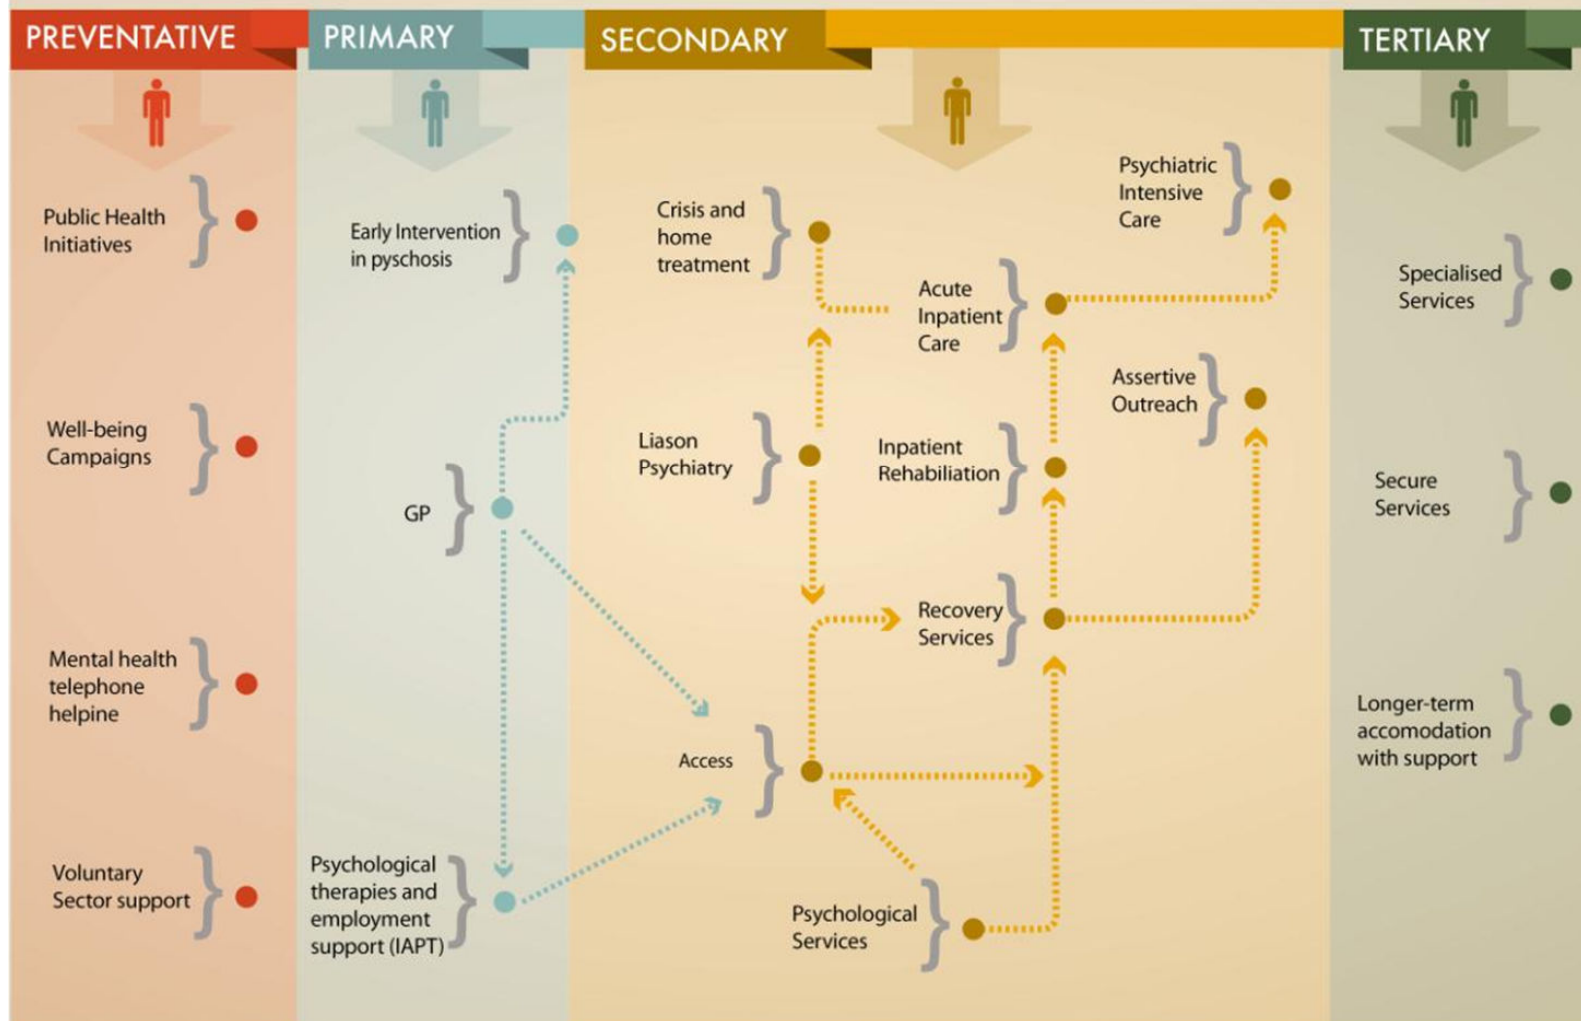 PREVENTATIVE
PRIMARY
SECONDARY
TERTIARY
Public Health
Initiatives
Well-being
Campaigns
Mental health
telephone
helpine
Voluntary
Sector support
Early Intervention
in pyschosis
GP
Psychological
therapies and
employment
support (IAPT)
Crisis and
home
treatment
Liason
Psychiatry
Access
Psychological
Services
Acute
Inpatient
Care
Inpatient
Rehabiliation
Recovery
Services
Psychiatric
Intensive
Care
Assertive
Outreach
Specialised
Services
Secure
Services
Longer-term
accomodation
with support